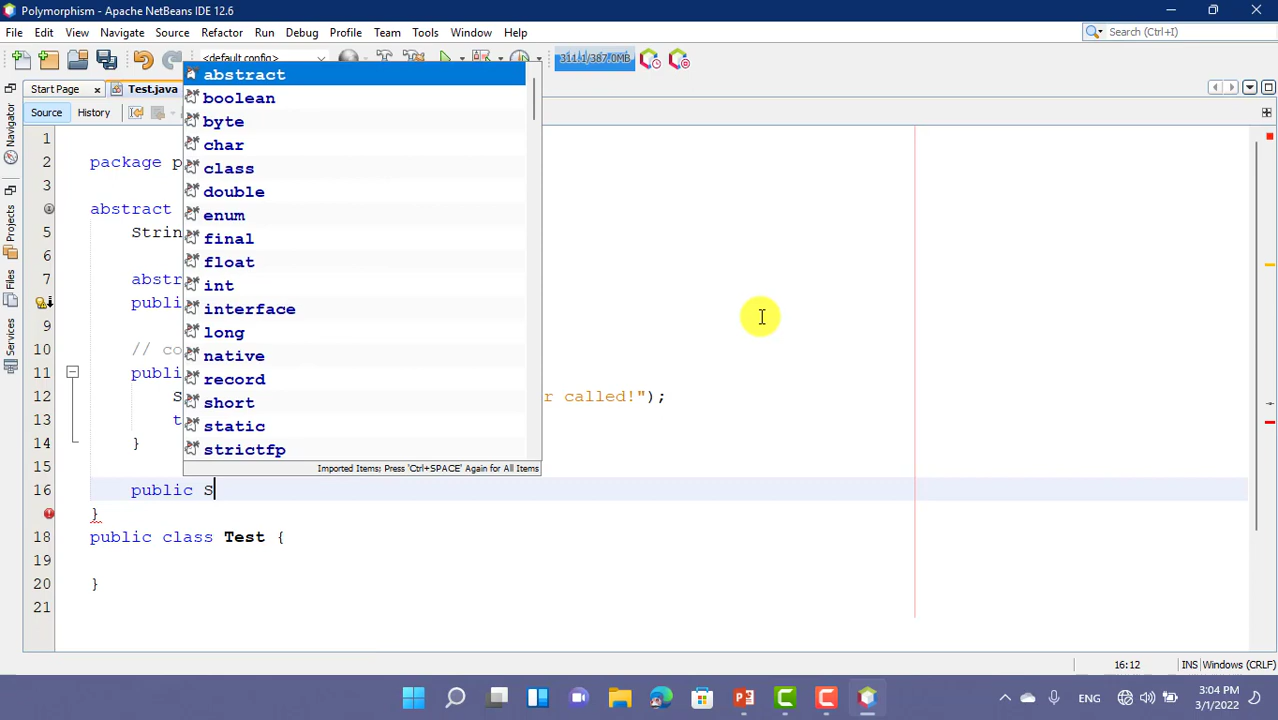 Polymorphism - Apache NetBeans IDE 12.6
File Edit View Navigate Source Refactor Run Debug Profile Team Tools Window Help
Search (Ctrl+I)
<default config>
311.1/387.0MB
Start Page
Test.java
Source History
Navigator
Projects
Files
Services
1
2 package p
3
abstract
5 Strin
6
7 abstr
publi
9
10 // co
11 publi
12 S r called!");
13 t
14 }
15
16 public S
}
18 public class Test {
19
20 }
21
abstract
boolean
byte
char
class
double
enum
final
float
int
interface
long
native
record
short
static
strictfp
Imported Items; Press 'Ctrl+SPACE' Again for All Items
16:12 INS Windows (CRLF)
ENG
3:04 PM
3/1/2022